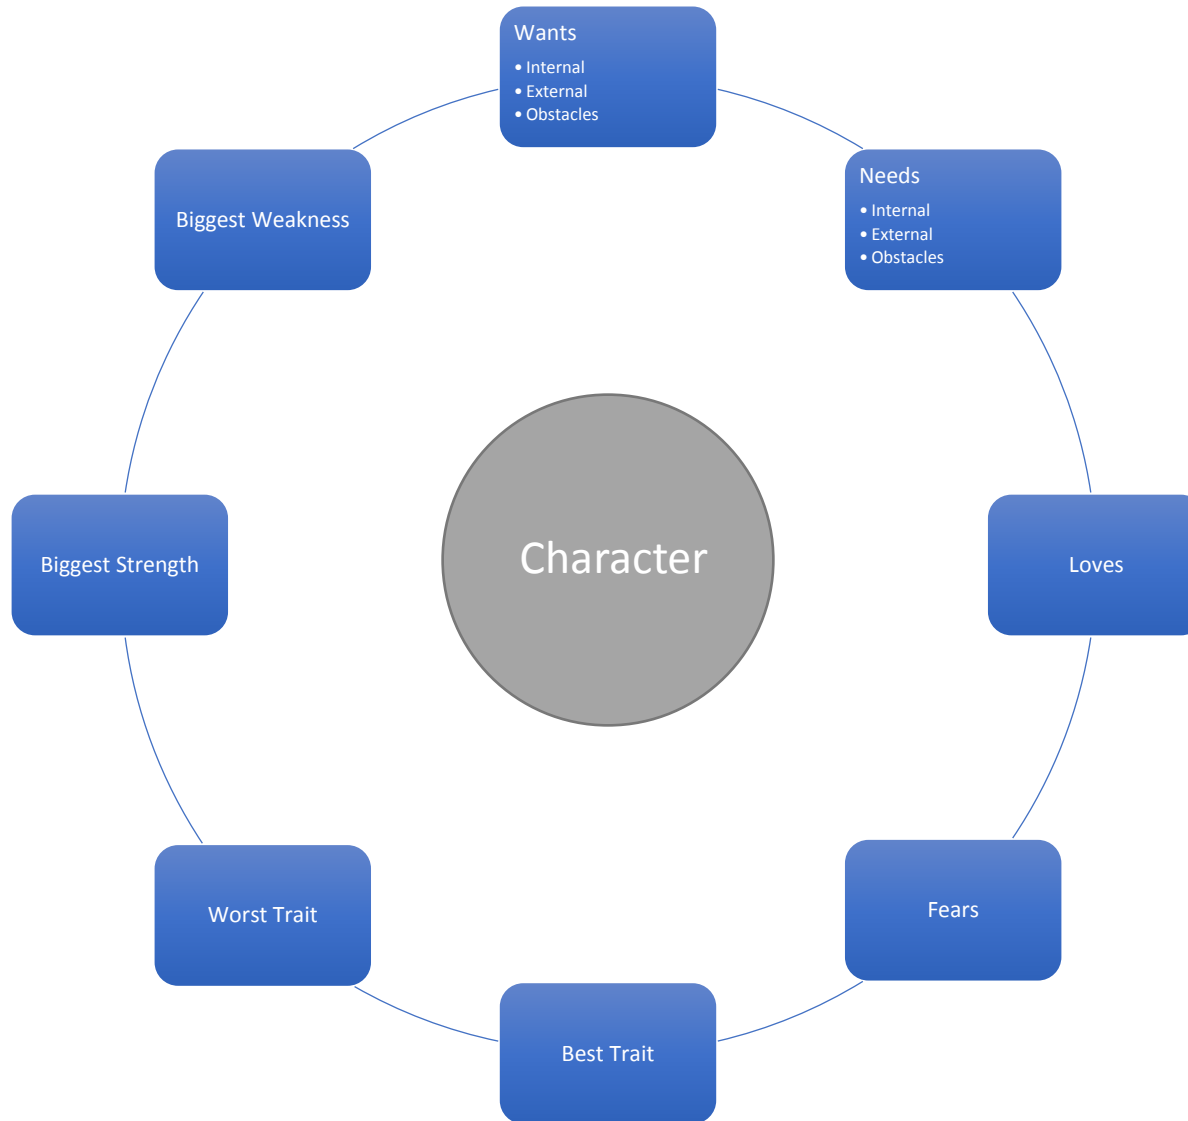 Wants
• Internal
• External
• Obstacles
Needs
• Internal
• External
• Obstacles
Loves
Fears
Best Trait
Worst Trait
Biggest Strength
Biggest Weakness
Character